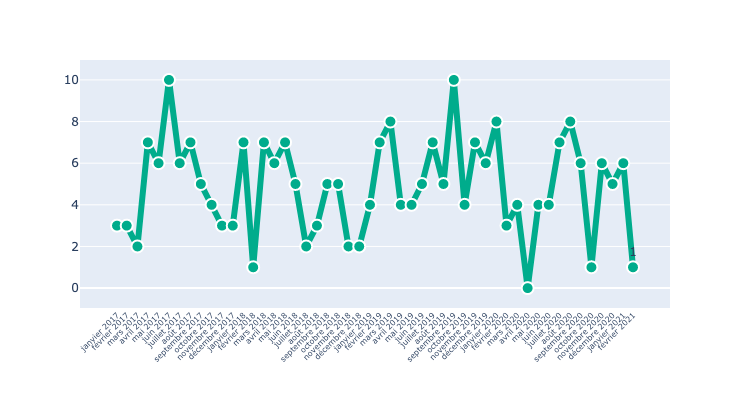 10
8
6
4
2
0
1
janvier 2017
février 2017
mars 2017
avril 2017
mai 2017
juin 2017
juillet 2017
août 2017
septembre 2017
octobre 2017
novembre 2017
décembre 2017
janvier 2018
février 2018
mars 2018
avril 2018
mai 2018
juin 2018
juillet 2018
août 2018
septembre 2018
octobre 2018
novembre 2018
décembre 2018
janvier 2019
février 2019
mars 2019
avril 2019
mai 2019
juin 2019
juillet 2019
août 2019
septembre 2019
octobre 2019
novembre 2019
décembre 2019
janvier 2020
février 2020
mars 2020
avril 2020
mai 2020
juin 2020
juillet 2020
août 2020
septembre 2020
octobre 2020
novembre 2020
décembre 2020
janvier 2021
février 2021